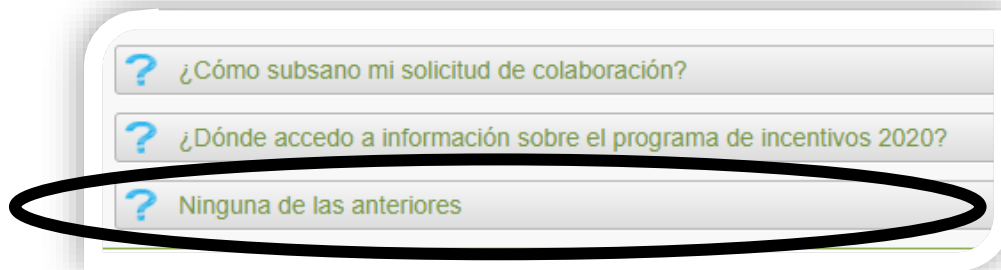 ? ¿Cómo subsano mi solicitud de colaboración?
? ¿Dónde accedo a información sobre el programa de incentivos 2020?
? Ninguna de las anteriores